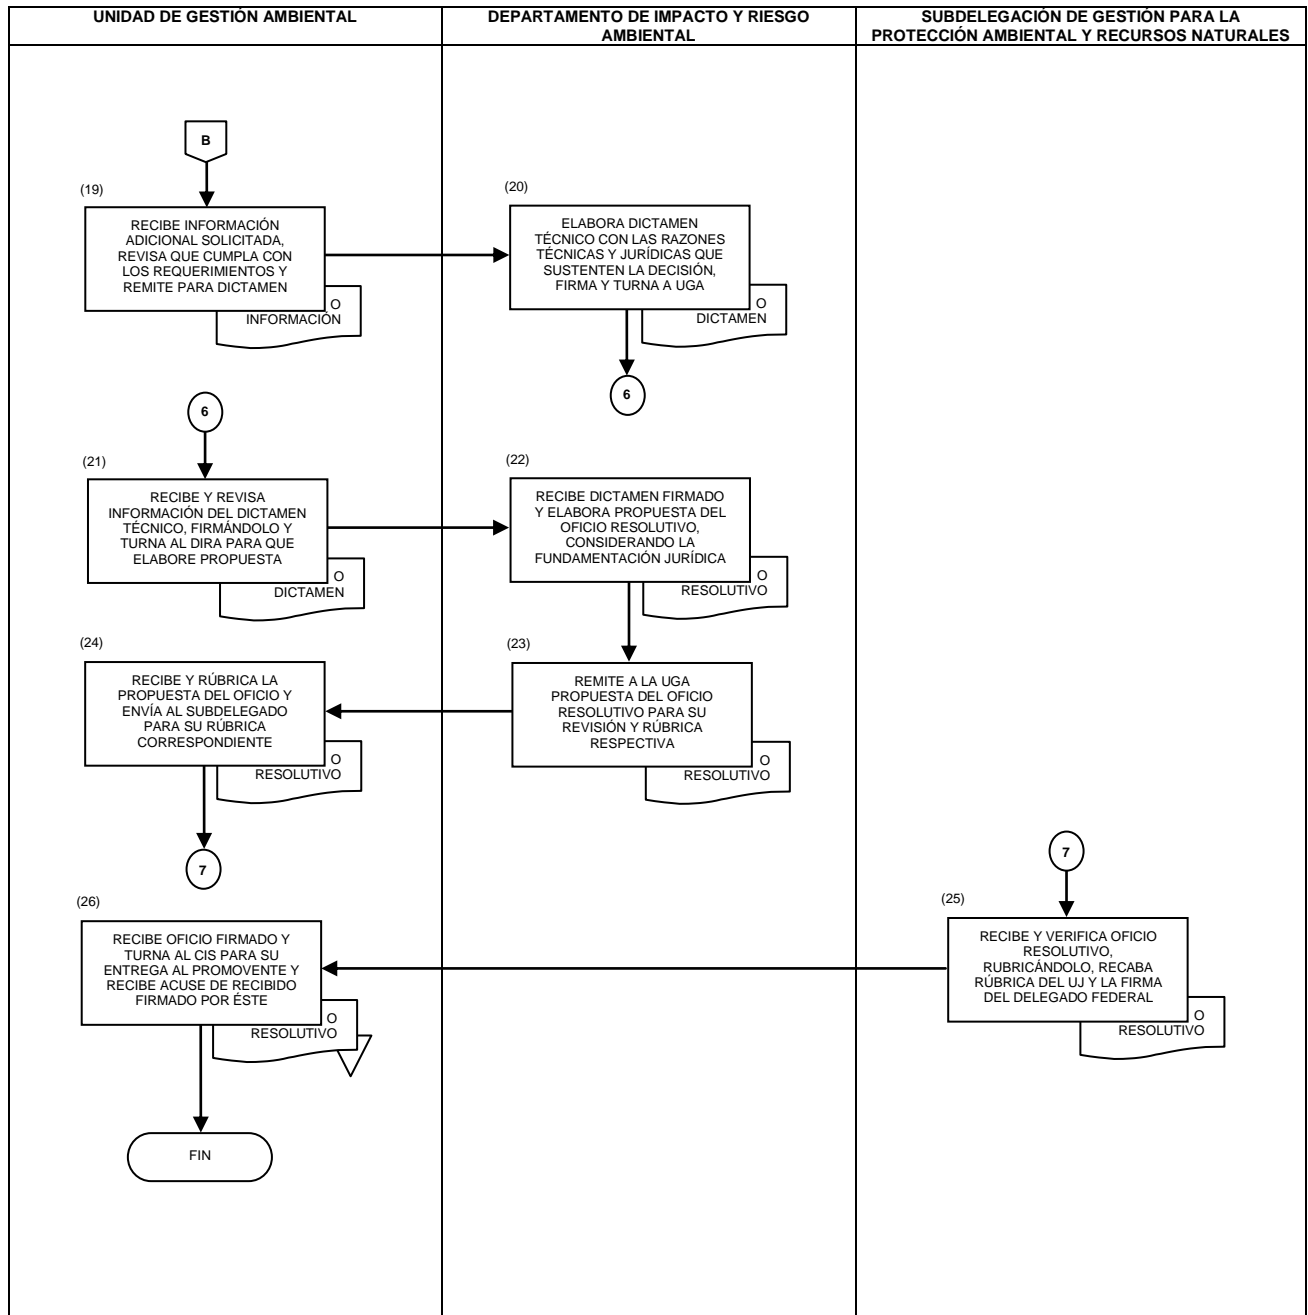 UNIDAD DE GESTIÓN AMBIENTAL
DEPARTAMENTO DE IMPACTO Y RIESGO
AMBIENTAL
SUBDELEGACIÓN DE GESTIÓN PARA LA
PROTECCIÓN AMBIENTAL Y RECURSOS NATURALES
B
(19)
RECIBE INFORMACIÓN
ADICIONAL SOLICITADA,
REVISA QUE CUMPLA CON
LOS REQUERIMIENTOS Y
REMITE PARA DICTAMEN
O
INFORMACIÓN
(20)
ELABORA DICTAMEN
TÉCNICO CON LAS RAZONES
TÉCNICAS Y JURÍDICAS QUE
SUSTENTEN LA DECISIÓN,
FIRMA Y TURNA A UGA
O
DICTAMEN
6
6
(21)
RECIBE Y REVISA
INFORMACIÓN DEL DICTAMEN
TÉCNICO, FIRMÁNDOLO Y
TURNA AL DIRA PARA QUE
ELABORE PROPUESTA
O
DICTAMEN
(22)
RECIBE DICTAMEN FIRMADO
Y ELABORA PROPUESTA DEL
OFICIO RESOLUTIVO,
CONSIDERANDO LA
FUNDAMENTACIÓN JURÍDICA
O
RESOLUTIVO
(23)
REMITE A LA UGA
PROPUESTA DEL OFICIO
RESOLUTIVO PARA SU
REVISIÓN Y RÚBRICA
RESPECTIVA
O
RESOLUTIVO
(24)
RECIBE Y RÚBRICA LA
PROPUESTA DEL OFICIO Y
ENVÍA AL SUBDELEGADO
PARA SU RÚBRICA
CORRESPONDIENTE
O
RESOLUTIVO
7
7
(25)
RECIBE Y VERIFICA OFICIO
RESOLUTIVO,
RUBRICÁNDOLO, RECABA
RÚBRICA DEL UJ Y LA FIRMA
DEL DELEGADO FEDERAL
O
RESOLUTIVO
(26)
RECIBE OFICIO FIRMADO Y
TURNA AL CIS PARA SU
ENTREGA AL PROMOVENTE Y
RECIBE ACUSE DE RECIBIDO
FIRMADO POR ÉSTE
O
RESOLUTIVO
FIN